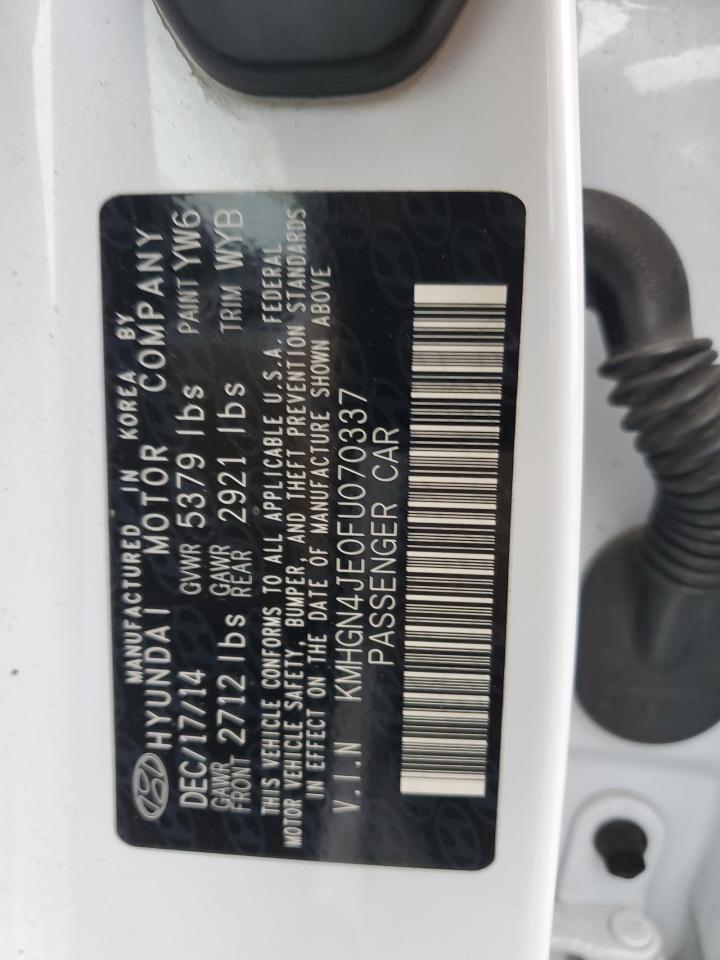 MANUFACTURED IN KOREA BY
HYUNDAI MOTOR COMPANY
DEC/17/14 GVWR 5379 lbs PAINT YW6
GAWR FRONT 2712 lbs GAWR REAR 2921 lbs TRIM WYB
THIS VEHICLE CONFORMS TO ALL APPLICABLE U.S.A. FEDERAL
MOTOR VEHICLE SAFETY, BUMPER, AND THEFT PREVENTION STANDARDS
IN EFFECT ON THE DATE OF MANUFACTURE SHOWN ABOVE
V.I.N KMHGN4JE0FU070337
PASSENGER CAR